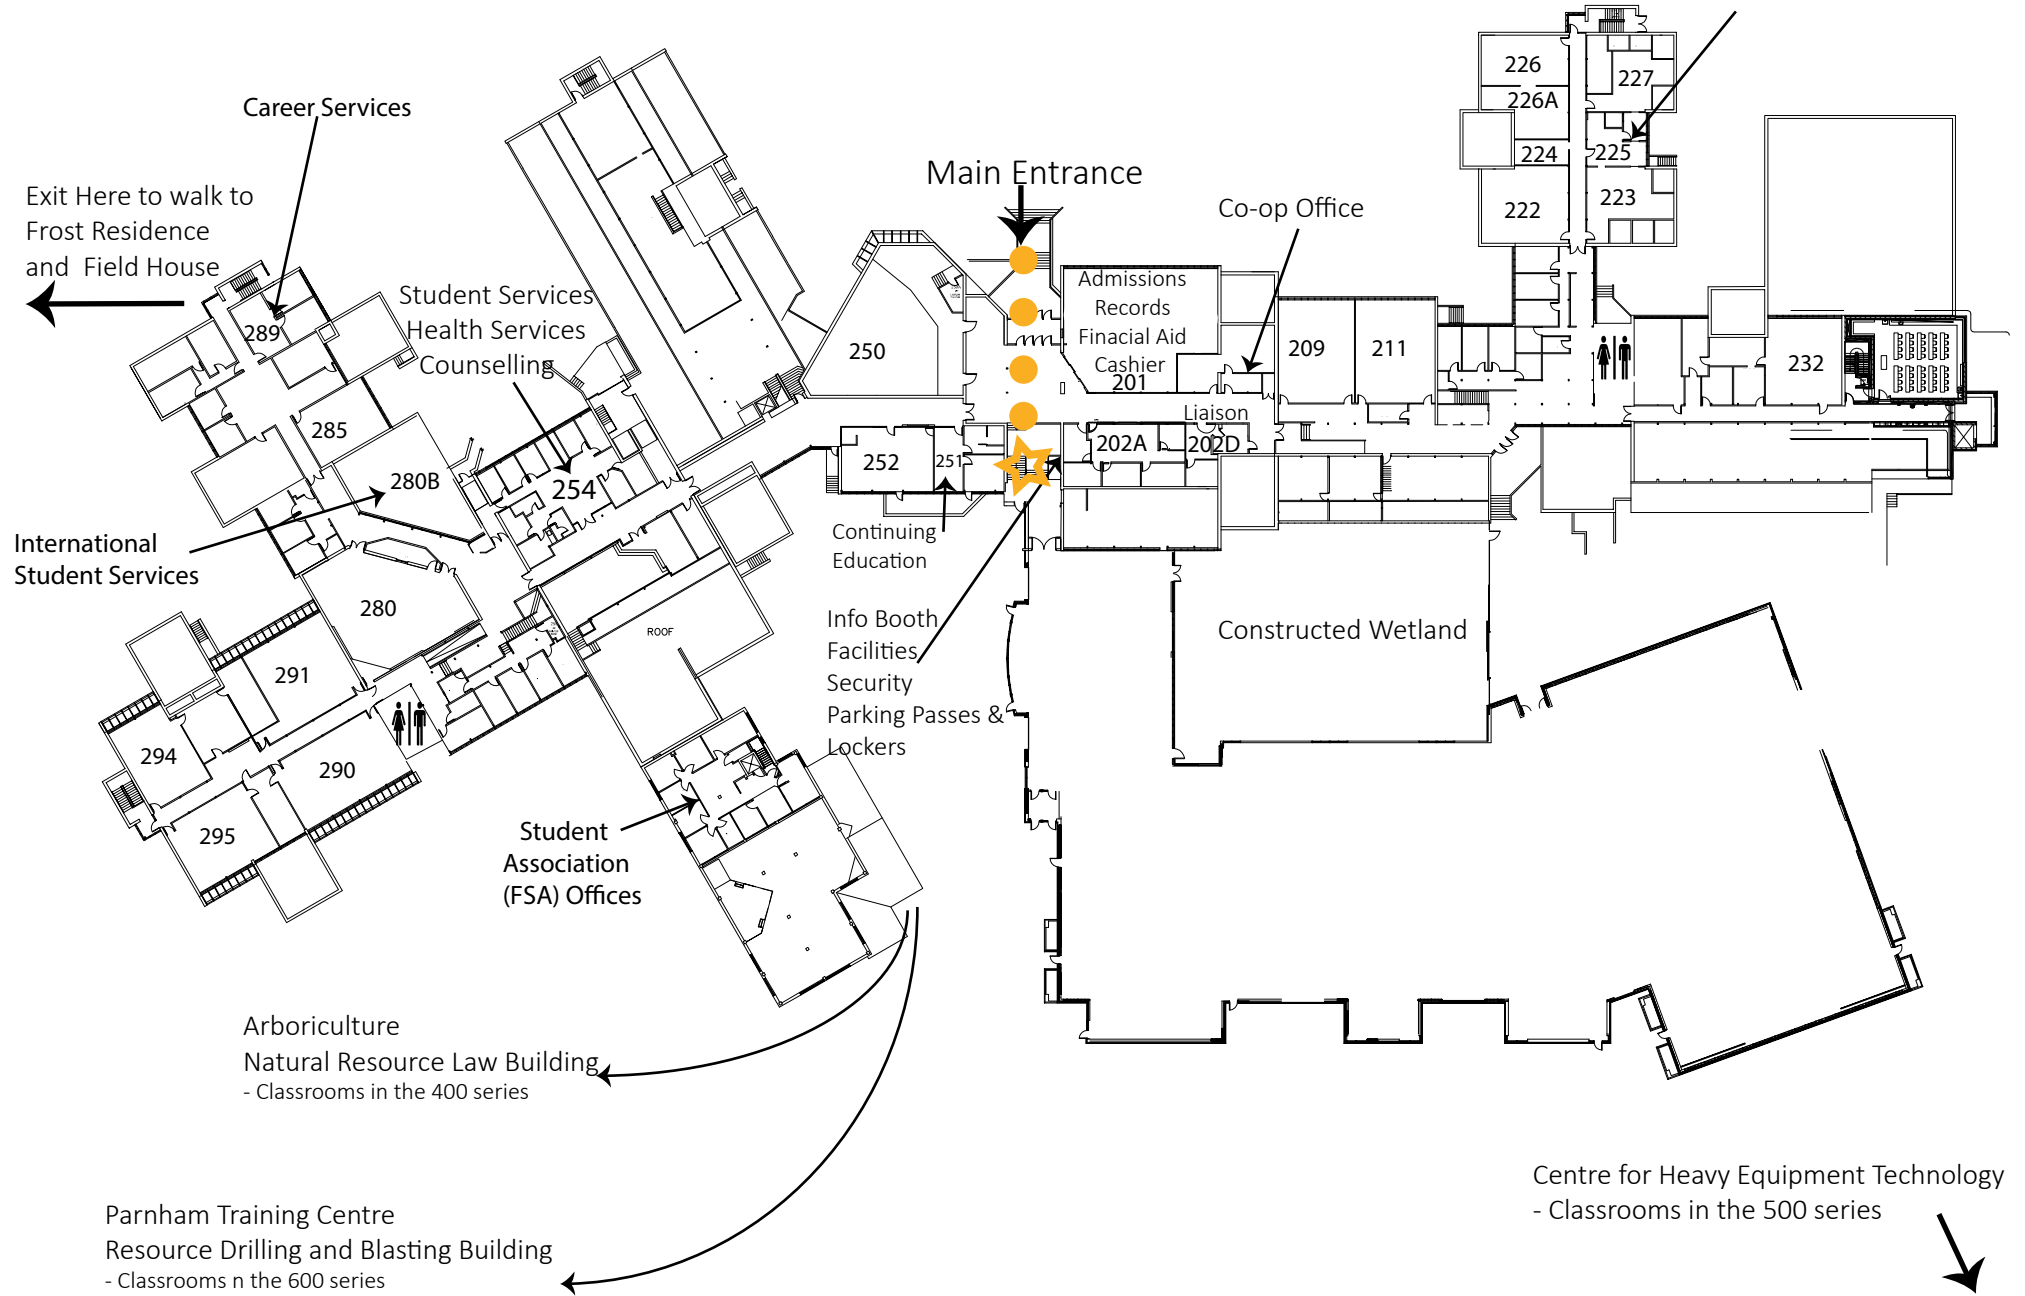 Career Services
Exit Here to walk to
Frost Residence
and Field House
Main Entrance
Co-op Office
226
227
226A
224
225
222
223
Student Services
Health Services
Counselling
289
285
280B
254
International
Student Services
280
291
294
290
295
250
252
251
Admissions
Records
Finacial Aid
Cashier
201
Liaison
202A
202D
209
211
232
Continuing
Education
Info Booth
Facilities
Security
Parking Passes &
Lockers
ROOF
Constructed Wetland
Student
Association
(FSA) Offices
Arboriculture
Natural Resource Law Building
- Classrooms in the 400 series
Parnham Training Centre
Resource Drilling and Blasting Building
- Classrooms n the 600 series
Centre for Heavy Equipment Technology
- Classrooms in the 500 series